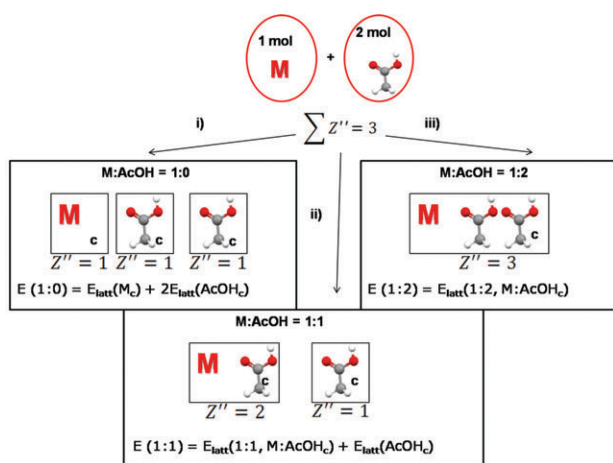 1 mol
M
+
2 mol
i)
∑ Z'' = 3
iii)
M:AcOH = 1:0
M
c
c
c
Z'' = 1
Z'' = 1
Z'' = 1
E (1:0) = E_latt(M_c) + 2E_latt(AcOH_c)
ii)
M:AcOH = 1:2
M
c
Z'' = 3
E (1:2) = E_latt(1:2, M:AcOH_c)
M:AcOH = 1:1
M
c
c
Z'' = 2
Z'' = 1
E (1:1) = E_latt(1:1, M:AcOH_c) + E_latt(AcOH_c)